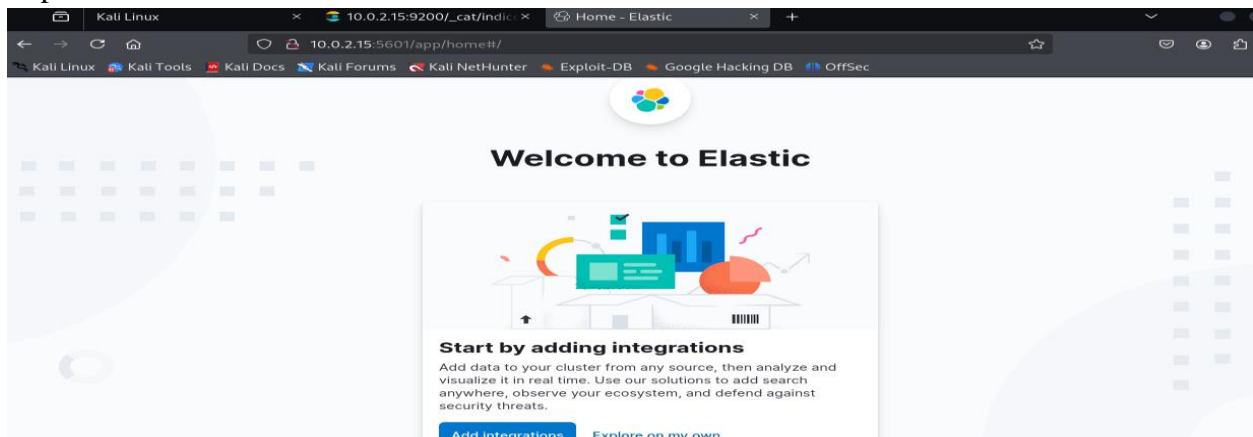 Kali Linux
10.0.2.15:9200/_cat/indic
Home - Elastic
10.0.2.15:5601/app/home#/
Kali Linux Kali Tools Kali Docs Kali Forums Kali NetHunter Exploit-DB Google Hacking DB OffSec
Welcome to Elastic
Start by adding integrations
Add data to your cluster from any source, then analyze and
visualize it in real time. Use our solutions to add search
anywhere, observe your ecosystem, and defend against
security threats.
Add integrations Explore on my own